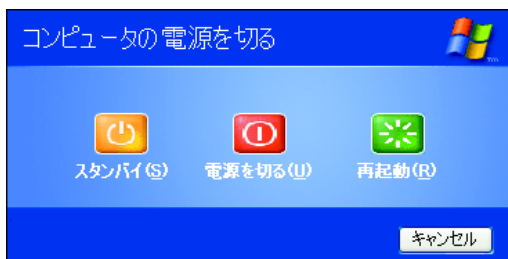 コンピュータの電源を切る
TM
スタンバイ(S)
電源を切る(U)
再起動(R)
キャンセル